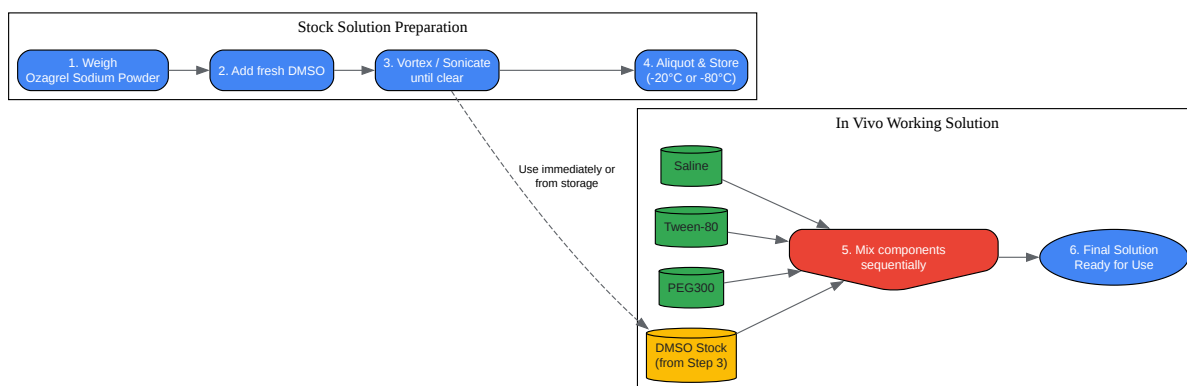 Stock Solution Preparation
1. Weigh
Ozagrel Sodium Powder
2. Add fresh DMSO
3. Vortex / Sonicate
until clear
4. Aliquot & Store
(-20°C or -80°C)
Use immediately or
from storage
In Vivo Working Solution
Saline
Tween-80
PEG300
DMSO Stock
(from Step 3)
5. Mix components
sequentially
6. Final Solution
Ready for Use